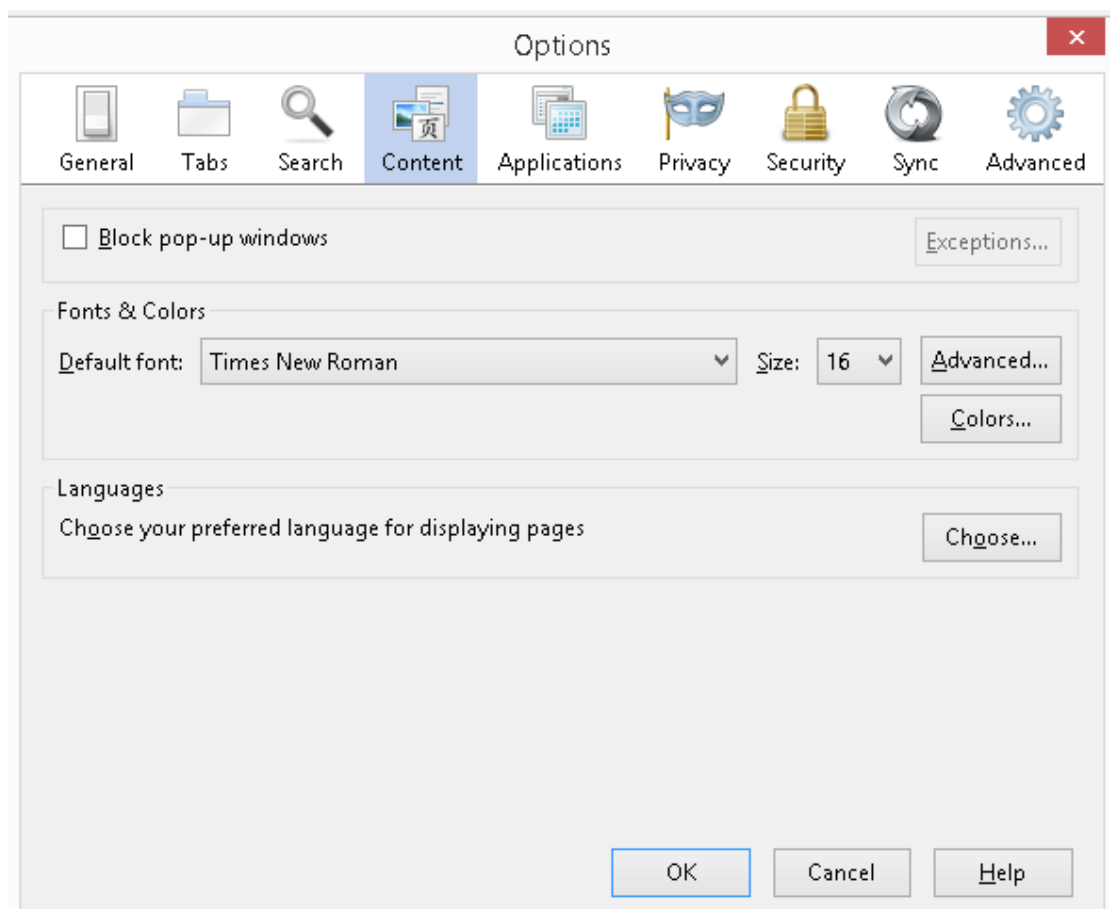 Options
General Tabs Search Content Applications Privacy Security Sync Advanced
Block pop-up windows Exceptions...
Fonts & Colors
Default font: Times New Roman Size: 16 Advanced...
Colors...
Languages
Choose your preferred language for displaying pages Choose...
OK Cancel Help